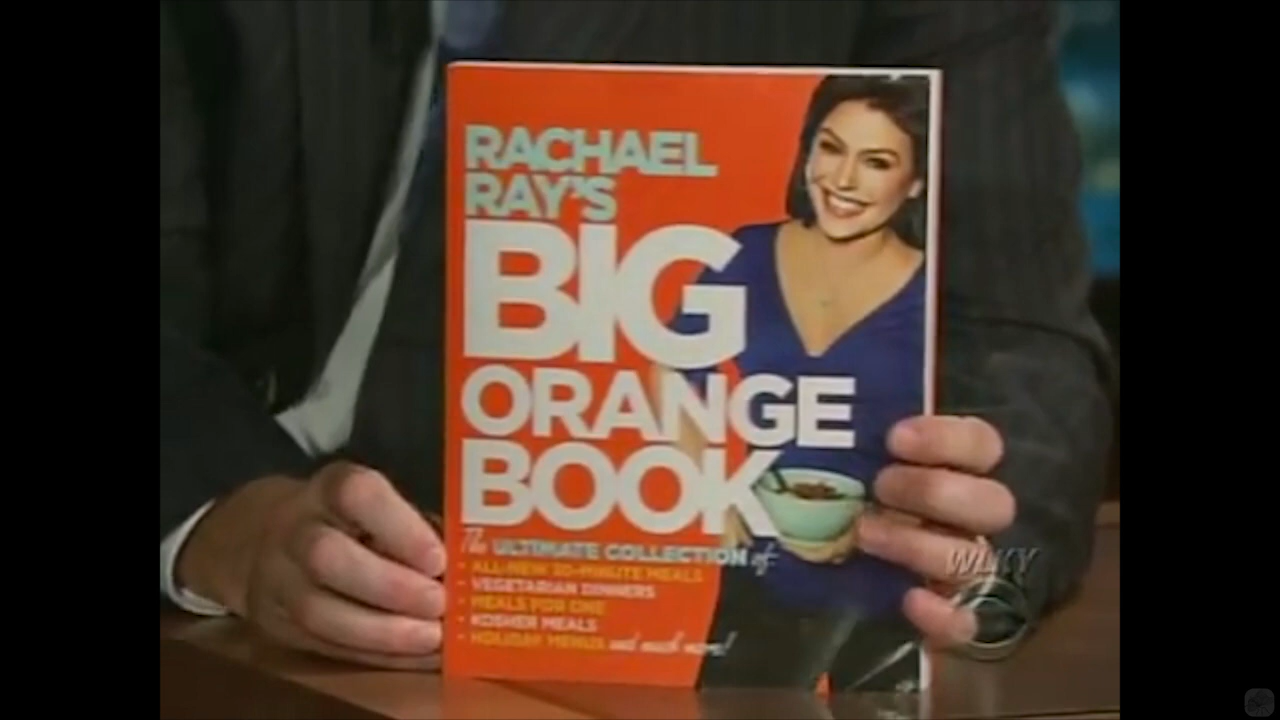 RACHAEL
RAY'S
BIG
ORANGE
BOOK
The ULTIMATE COLLECTION of:
• ALL-NEW 30-MINUTE MEALS
• VEGETARIAN DINNERS
• MEALS FOR ONE
• KOSHER MEALS
• HOLIDAY MENUS and much more!
WLKY